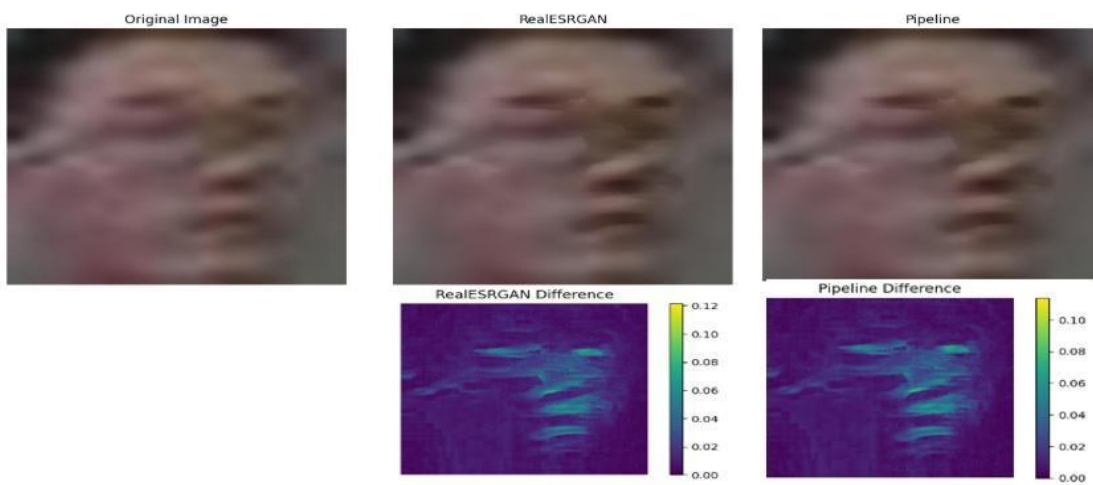 Original Image
RealESRGAN
Pipeline
RealESRGAN Difference
0.12
0.10
0.08
0.06
0.04
0.02
0.00
Pipeline Difference
0.10
0.08
0.06
0.04
0.02
0.00